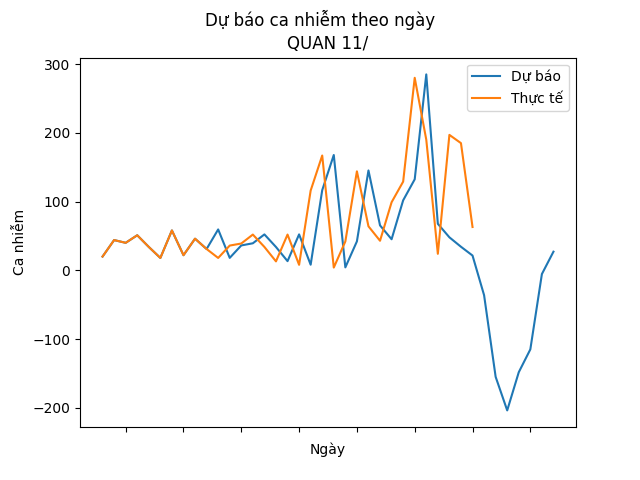 Dự báo ca nhiễm theo ngày
QUAN 11/
Dự báo
Thực tế
300
200
100
0
−100
−200
Ca nhiễm
Ngày